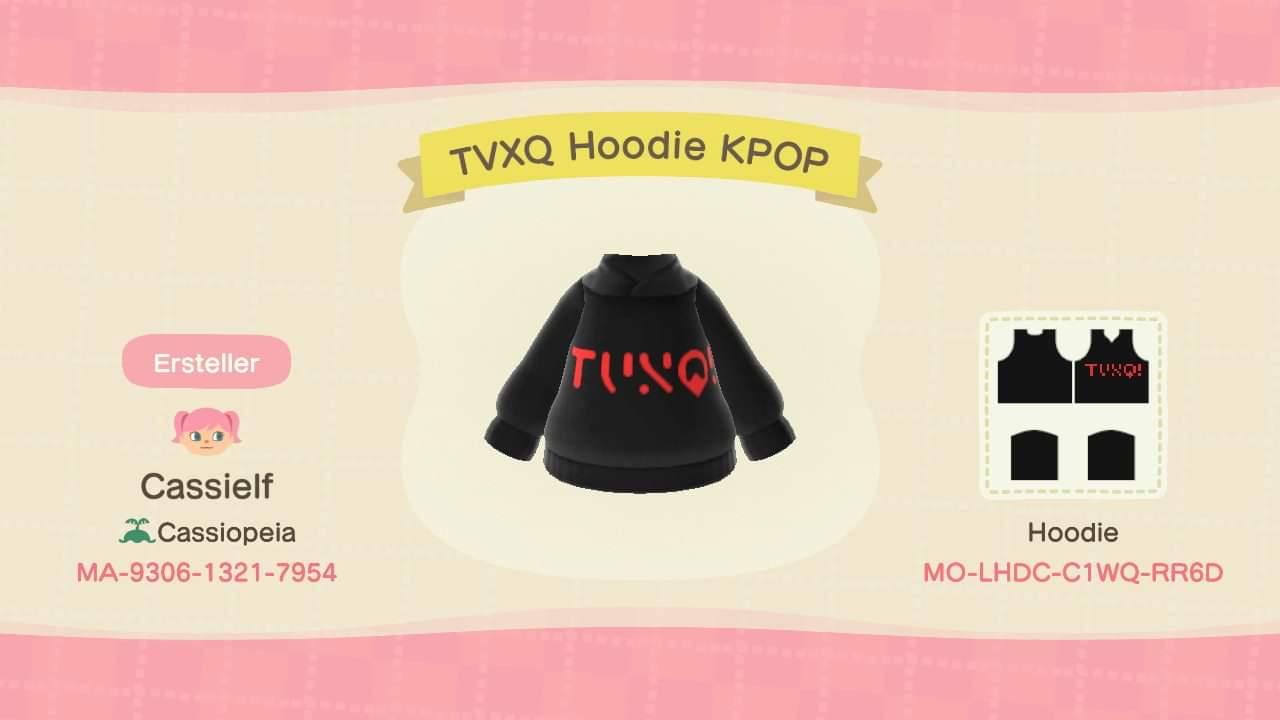 TVXQ Hoodie KPOP
TVXQ!
Ersteller
Cassielf
Cassiopeia
MA-9306-1321-7954
TVXQ!
Hoodie
MO-LHDC-C1WQ-RR6D